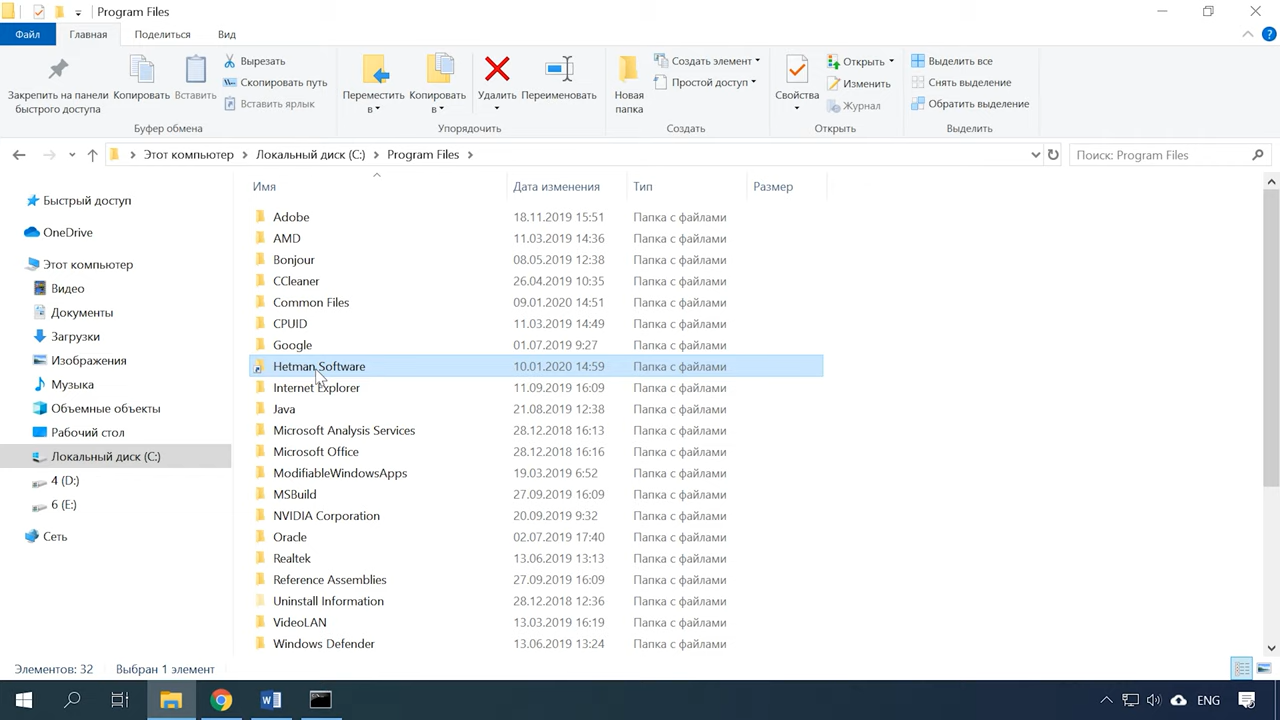 Program Files
Файл
Главная
Поделиться
Вид
Закрепить на панели
быстрого доступа
Копировать
Вставить
Вырезать
Скопировать путь
Вставить ярлык
Буфер обмена
Переместить
в
Копировать
в
Удалить
Переименовать
Упорядочить
Новая
папка
Создать элемент
Простой доступ
Создать
Свойства
Открыть
Изменить
Журнал
Открыть
Выделить все
Снять выделение
Обратить выделение
Выделить
Этот компьютер
Локальный диск (C:)
Program Files
Поиск: Program Files
Быстрый доступ
OneDrive
Этот компьютер
Видео
Документы
Загрузки
Изображения
Музыка
Объемные объекты
Рабочий стол
Локальный диск (C:)
4 (D:)
6 (E:)
Сеть
Имя Дата изменения Тип Размер
Adobe 18.11.2019 15:51 Папка с файлами
AMD 11.03.2019 14:36 Папка с файлами
Bonjour 08.05.2019 12:38 Папка с файлами
CCleaner 26.04.2019 10:35 Папка с файлами
Common Files 09.01.2020 14:51 Папка с файлами
CPUID 11.03.2019 14:49 Папка с файлами
Google 01.07.2019 9:27 Папка с файлами
Hetman Software 10.01.2020 14:59 Папка с файлами
Internet Explorer 11.09.2019 16:09 Папка с файлами
Java 21.08.2019 12:38 Папка с файлами
Microsoft Analysis Services 28.12.2018 16:13 Папка с файлами
Microsoft Office 28.12.2018 16:16 Папка с файлами
ModifiableWindowsApps 19.03.2019 6:52 Папка с файлами
MSBuild 27.09.2019 16:09 Папка с файлами
NVIDIA Corporation 20.09.2019 9:32 Папка с файлами
Oracle 02.07.2019 17:40 Папка с файлами
Realtek 13.06.2019 13:13 Папка с файлами
Reference Assemblies 27.09.2019 16:09 Папка с файлами
Uninstall Information 28.12.2018 12:36 Папка с файлами
VideoLAN 13.03.2019 16:19 Папка с файлами
Windows Defender 13.06.2019 13:24 Папка с файлами
Элементов: 32 Выбран 1 элемент
ENG